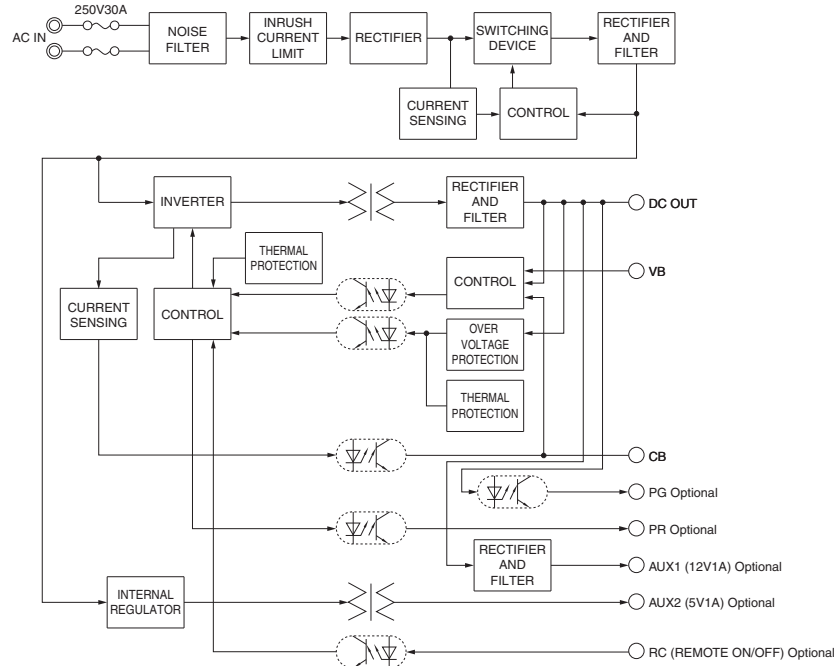 250V30A
AC IN
NOISE
FILTER
INRUSH
CURRENT
LIMIT
RECTIFIER
SWITCHING
DEVICE
RECTIFIER
AND
FILTER
CURRENT
SENSING
CONTROL
INVERTER
RECTIFIER
AND
FILTER
DC OUT
THERMAL
PROTECTION
CONTROL
VB
CURRENT
SENSING
CONTROL
OVER
VOLTAGE
PROTECTION
THERMAL
PROTECTION
CB
PG Optional
PR Optional
RECTIFIER
AND
FILTER
AUX1 (12V1A) Optional
INTERNAL
REGULATOR
AUX2 (5V1A) Optional
RC (REMOTE ON/OFF) Optional